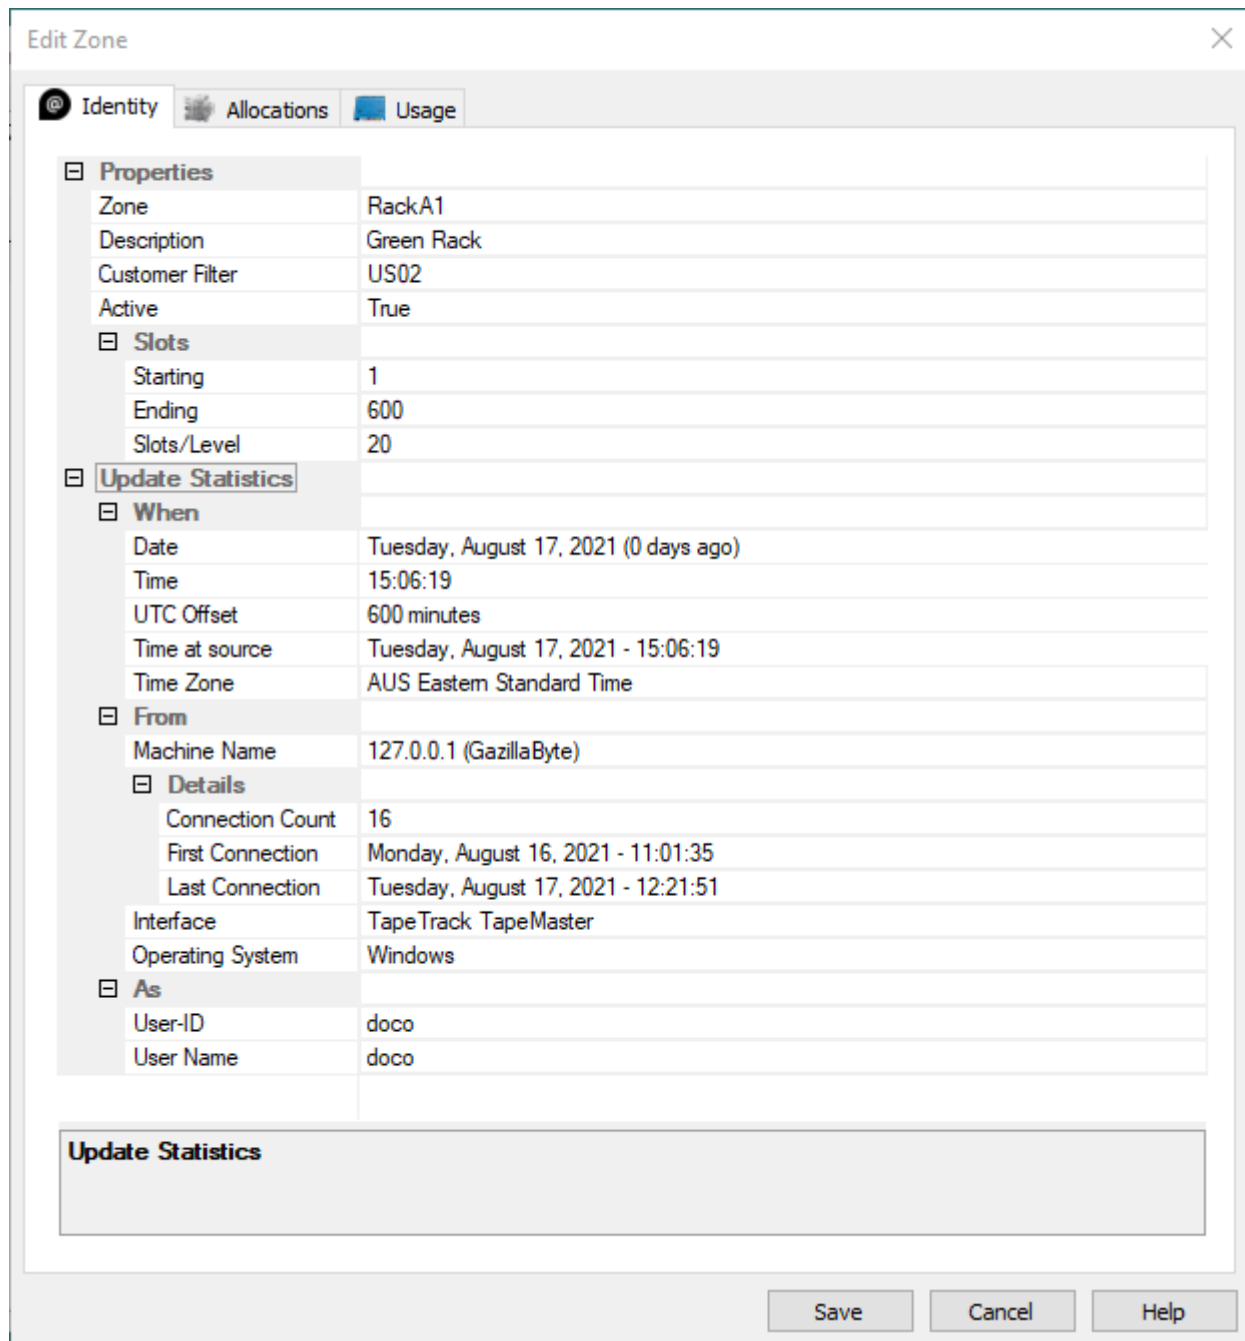 Edit Zone
Identity Allocations Usage
Properties
Zone RackA1
Description Green Rack
Customer Filter US02
Active True
Slots
Starting 1
Ending 600
Slots/Level 20
Update Statistics
When
Date Tuesday, August 17, 2021 (0 days ago)
Time 15:06:19
UTC Offset 600 minutes
Time at source Tuesday, August 17, 2021 - 15:06:19
Time Zone AUS Eastern Standard Time
From
Machine Name 127.0.0.1 (GazillaByte)
Details
Connection Count 16
First Connection Monday, August 16, 2021 - 11:01:35
Last Connection Tuesday, August 17, 2021 - 12:21:51
Interface TapeTrack TapeMaster
Operating System Windows
As
User-ID doco
User Name doco
Update Statistics
Save Cancel Help